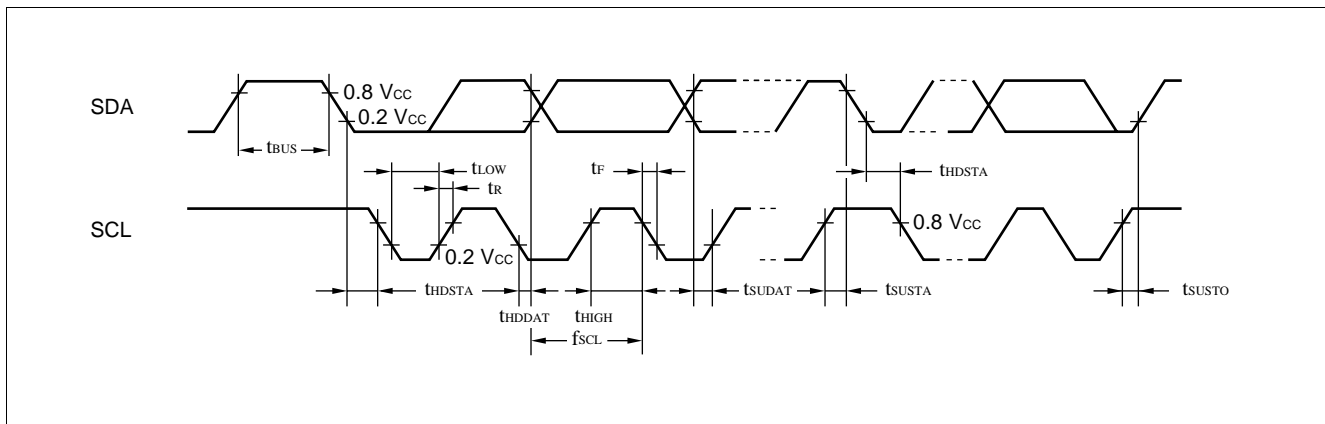 SDA
0.8 VCC
0.2 VCC
tBUS
tLOW
tR
tF
tHDSTA
SCL
0.2 VCC
0.8 VCC
tHDSTA
tHDDAT
tHIGH
fSCL
tSUDAT
tSUSTA
tSUSTO